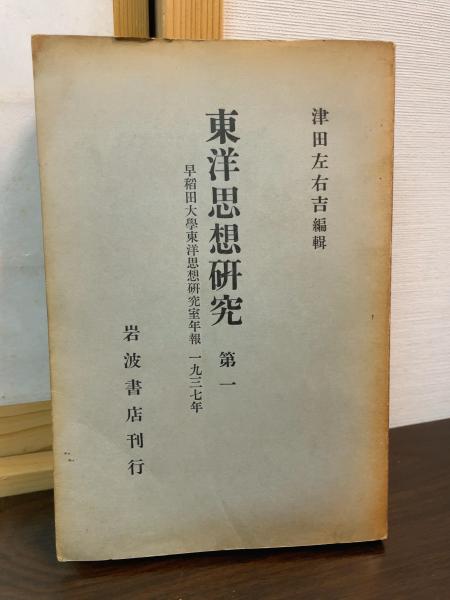 津田左右吉編輯
東洋思想研究 第一
早稻田大學東洋思想研究室年報 一九三七年
岩波書店刊行